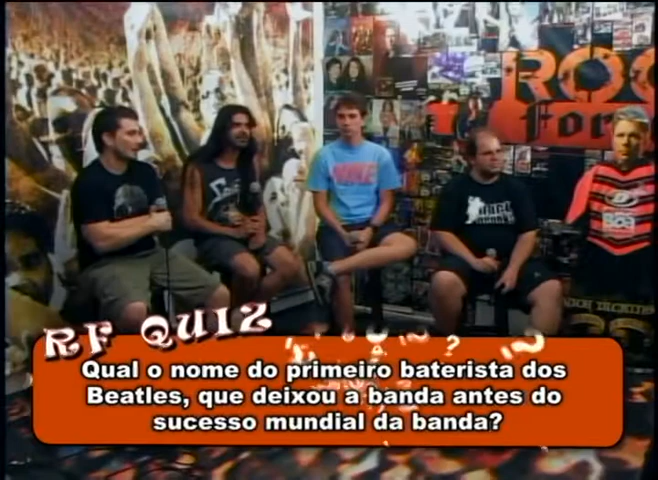 ROC
For
NIKE
RF QUIZ
?
Qual o nome do primeiro baterista dos
Beatles, que deixou a banda antes do
sucesso mundial da banda?